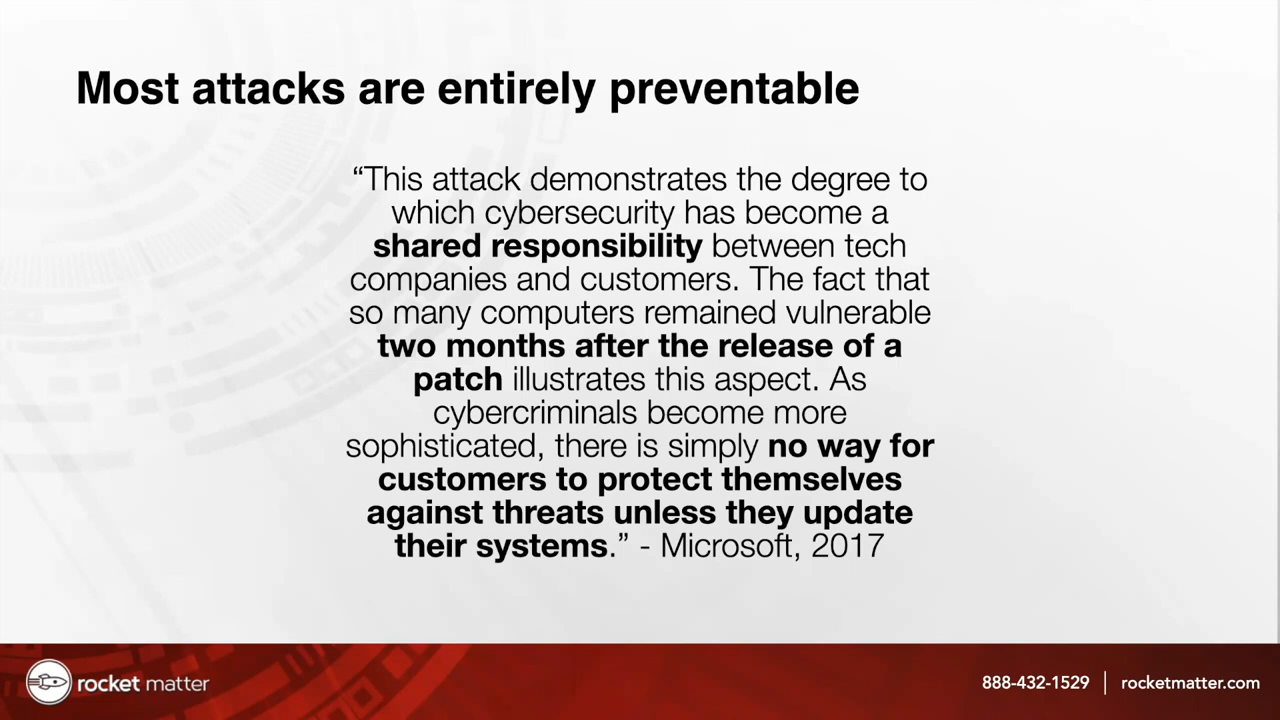 Most attacks are entirely preventable
“This attack demonstrates the degree to
which cybersecurity has become a
shared responsibility between tech
companies and customers. The fact that
so many computers remained vulnerable
two months after the release of a
patch illustrates this aspect. As
cybercriminals become more
sophisticated, there is simply no way for
customers to protect themselves
against threats unless they update
their systems.” - Microsoft, 2017
rocket matter
888-432-1529 | rocketmatter.com